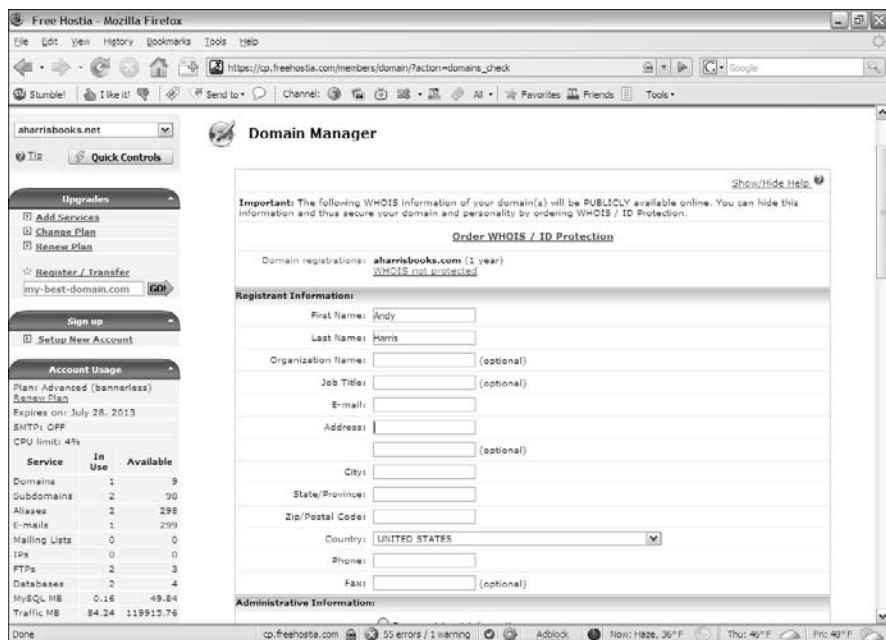 Free Hostia - Mozilla Firefox
File Edit View History Bookmarks Tools Help
https://cp.freehostia.com/members/domain/?action=domains_check
Google
Stumble! I like it! Send to Channel: All Favorites Friends Tools
aharrisbooks.net
Tip Quick Controls
Upgrades
Add Services
Change Plan
Renew Plan
Register / Transfer
my-best-domain.com GO!
Sign up
Setup New Account
Account Usage
Plan: Advanced (bannerless)
Renew Plan
Expires on: July 28, 2013
SMTP: OFF
CPU limit: 4%
Service In Use Available
Domains 1 9
Subdomains 2 98
Aliases 2 298
E-mails 1 299
Mailing Lists 0 0
IPs 0 0
FTPs 2 3
Databases 2 4
MySQL MB 0.16 49.84
Traffic MB 84.24 119915.76
Domain Manager
Show/Hide Help
Important: The following WHOIS information of your domain(s) will be PUBLICLY available online. You can hide this
information and thus secure your domain and personality by ordering WHOIS / ID Protection.
Order WHOIS / ID Protection
Domain registrations: aharrisbooks.com (1 year)
WHOIS not protected
Registrant Information:
First Name: Andy
Last Name: Harris
Organization Name: (optional)
Job Title: (optional)
E-mail:
Address:
(optional)
City:
State/Province:
Zip/Postal Code:
Country: UNITED STATES
Phone:
Fax: (optional)
Administrative Information:
Done cp.freehostia.com 55 errors / 1 warning Adblock Now: Haze, 36°F Thu: 46°F Fri: 48°F